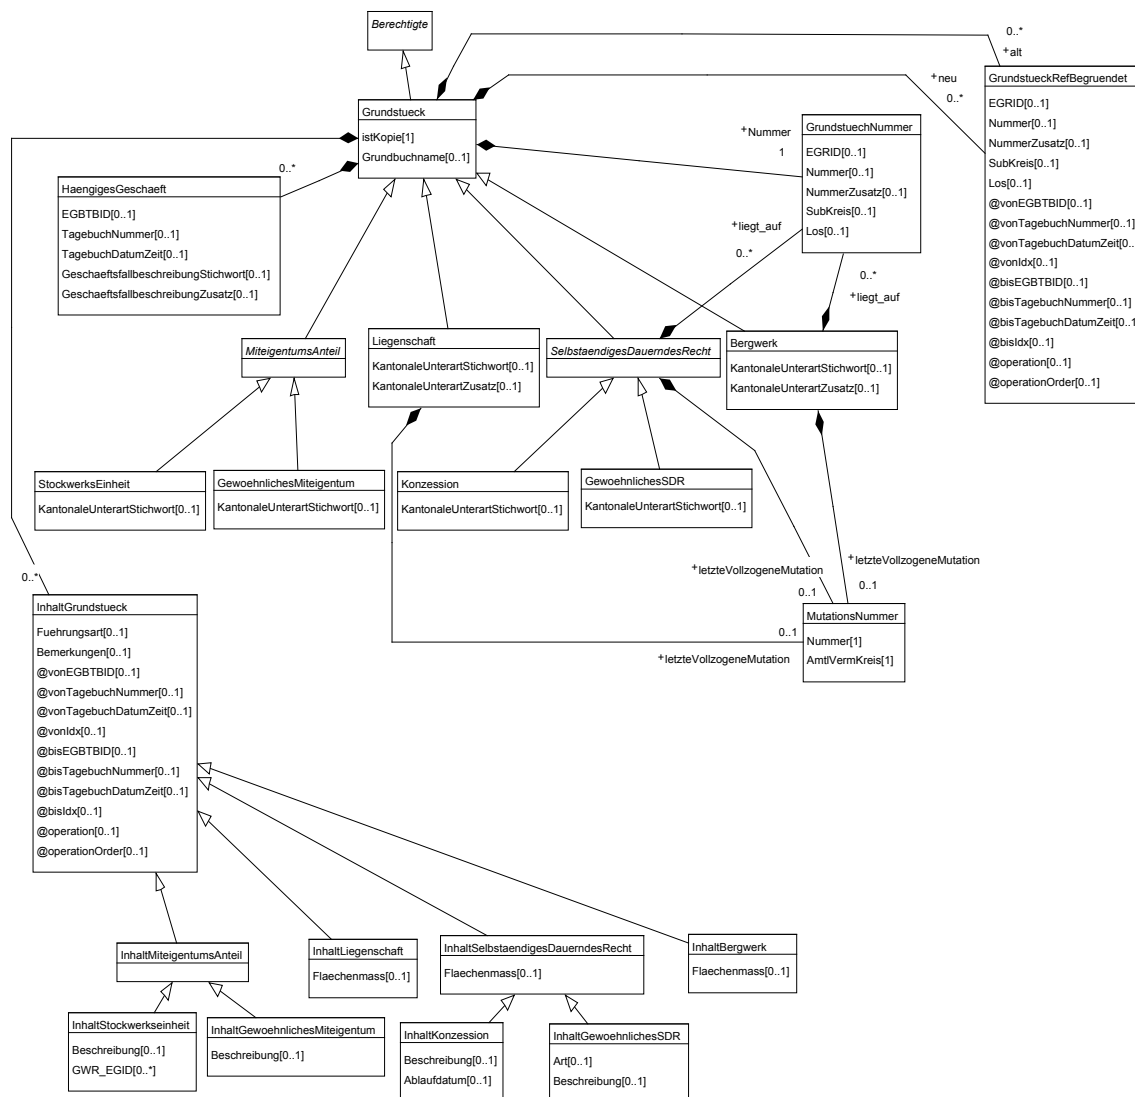 Berechtigte
0..*
+alt
+neu
0..*
GrundstueckRefBegruendet
EGRID[0..1]
Nummer[0..1]
NummerZusatz[0..1]
SubKreis[0..1]
Los[0..1]
@vonEGBTBID[0..1]
@vonTagebuchNummer[0..1]
@vonTagebuchDatumZeit[0..
@vonIdx[0..1]
@bisEGBTBID[0..1]
@bisTagebuchNummer[0..1]
@bisTagebuchDatumZeit[0..1
@bisIdx[0..1]
@operation[0..1]
@operationOrder[0..1]
Grundstueck
istKopie[1]
Grundbuchname[0..1]
+Nummer
1
GrundstuechNummer
EGRID[0..1]
Nummer[0..1]
NummerZusatz[0..1]
SubKreis[0..1]
Los[0..1]
0..*
HaengigesGeschaeft
EGBTBID[0..1]
TagebuchNummer[0..1]
TagebuchDatumZeit[0..1]
GeschaeftsfallbeschreibungStichwort[0..1]
GeschaeftsfallbeschreibungZusatz[0..1]
+liegt_auf
0..*
0..*
+liegt_auf
MiteigentumsAnteil
Liegenschaft
KantonaleUnterartStichwort[0..1]
KantonaleUnterartZusatz[0..1]
SelbstaendigesDauerndesRecht
Bergwerk
KantonaleUnterartStichwort[0..1]
KantonaleUnterartZusatz[0..1]
StockwerksEinheit
KantonaleUnterartStichwort[0..1]
GewoehnlichesMiteigentum
KantonaleUnterartStichwort[0..1]
Konzession
KantonaleUnterartStichwort[0..1]
GewoehnlichesSDR
KantonaleUnterartStichwort[0..1]
+letzteVollzogeneMutation
0..1
+letzteVollzogeneMutation
0..1
0..1
+letzteVollzogeneMutation
MutationsNummer
Nummer[1]
AmtlVermKreis[1]
0..*
InhaltGrundstueck
Fuehrungsart[0..1]
Bemerkungen[0..1]
@vonEGBTBID[0..1]
@vonTagebuchNummer[0..1]
@vonTagebuchDatumZeit[0..1]
@vonIdx[0..1]
@bisEGBTBID[0..1]
@bisTagebuchNummer[0..1]
@bisTagebuchDatumZeit[0..1]
@bisIdx[0..1]
@operation[0..1]
@operationOrder[0..1]
InhaltMiteigentumsAnteil
InhaltLiegenschaft
Flaechenmass[0..1]
InhaltSelbstaendigesDauerndesRecht
Flaechenmass[0..1]
InhaltBergwerk
Flaechenmass[0..1]
InhaltStockwerkseinheit
Beschreibung[0..1]
GWR_EGID[0..*]
InhaltGewoehnlichesMiteigentum
Beschreibung[0..1]
InhaltKonzession
Beschreibung[0..1]
Ablaufdatum[0..1]
InhaltGewoehnlichesSDR
Art[0..1]
Beschreibung[0..1]